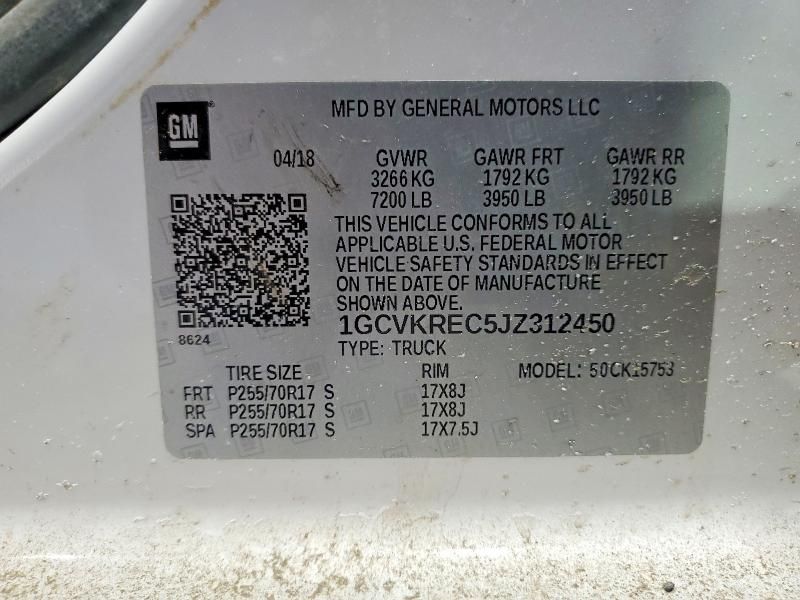 GM
MFD BY GENERAL MOTORS LLC
04/18 GVWR GAWR FRT GAWR RR
3266 KG 1792 KG 1792 KG
7200 LB 3950 LB 3950 LB
THIS VEHICLE CONFORMS TO ALL
APPLICABLE U.S. FEDERAL MOTOR
VEHICLE SAFETY STANDARDS IN EFFECT
ON THE DATE OF MANUFACTURE
SHOWN ABOVE.
8624
1GCVKREC5JZ312450
TYPE: TRUCK
TIRE SIZE RIM MODEL: 50CK15753
FRT P255/70R17 S 17X8J
RR P255/70R17 S 17X8J
SPA P255/70R17 S 17X7.5J